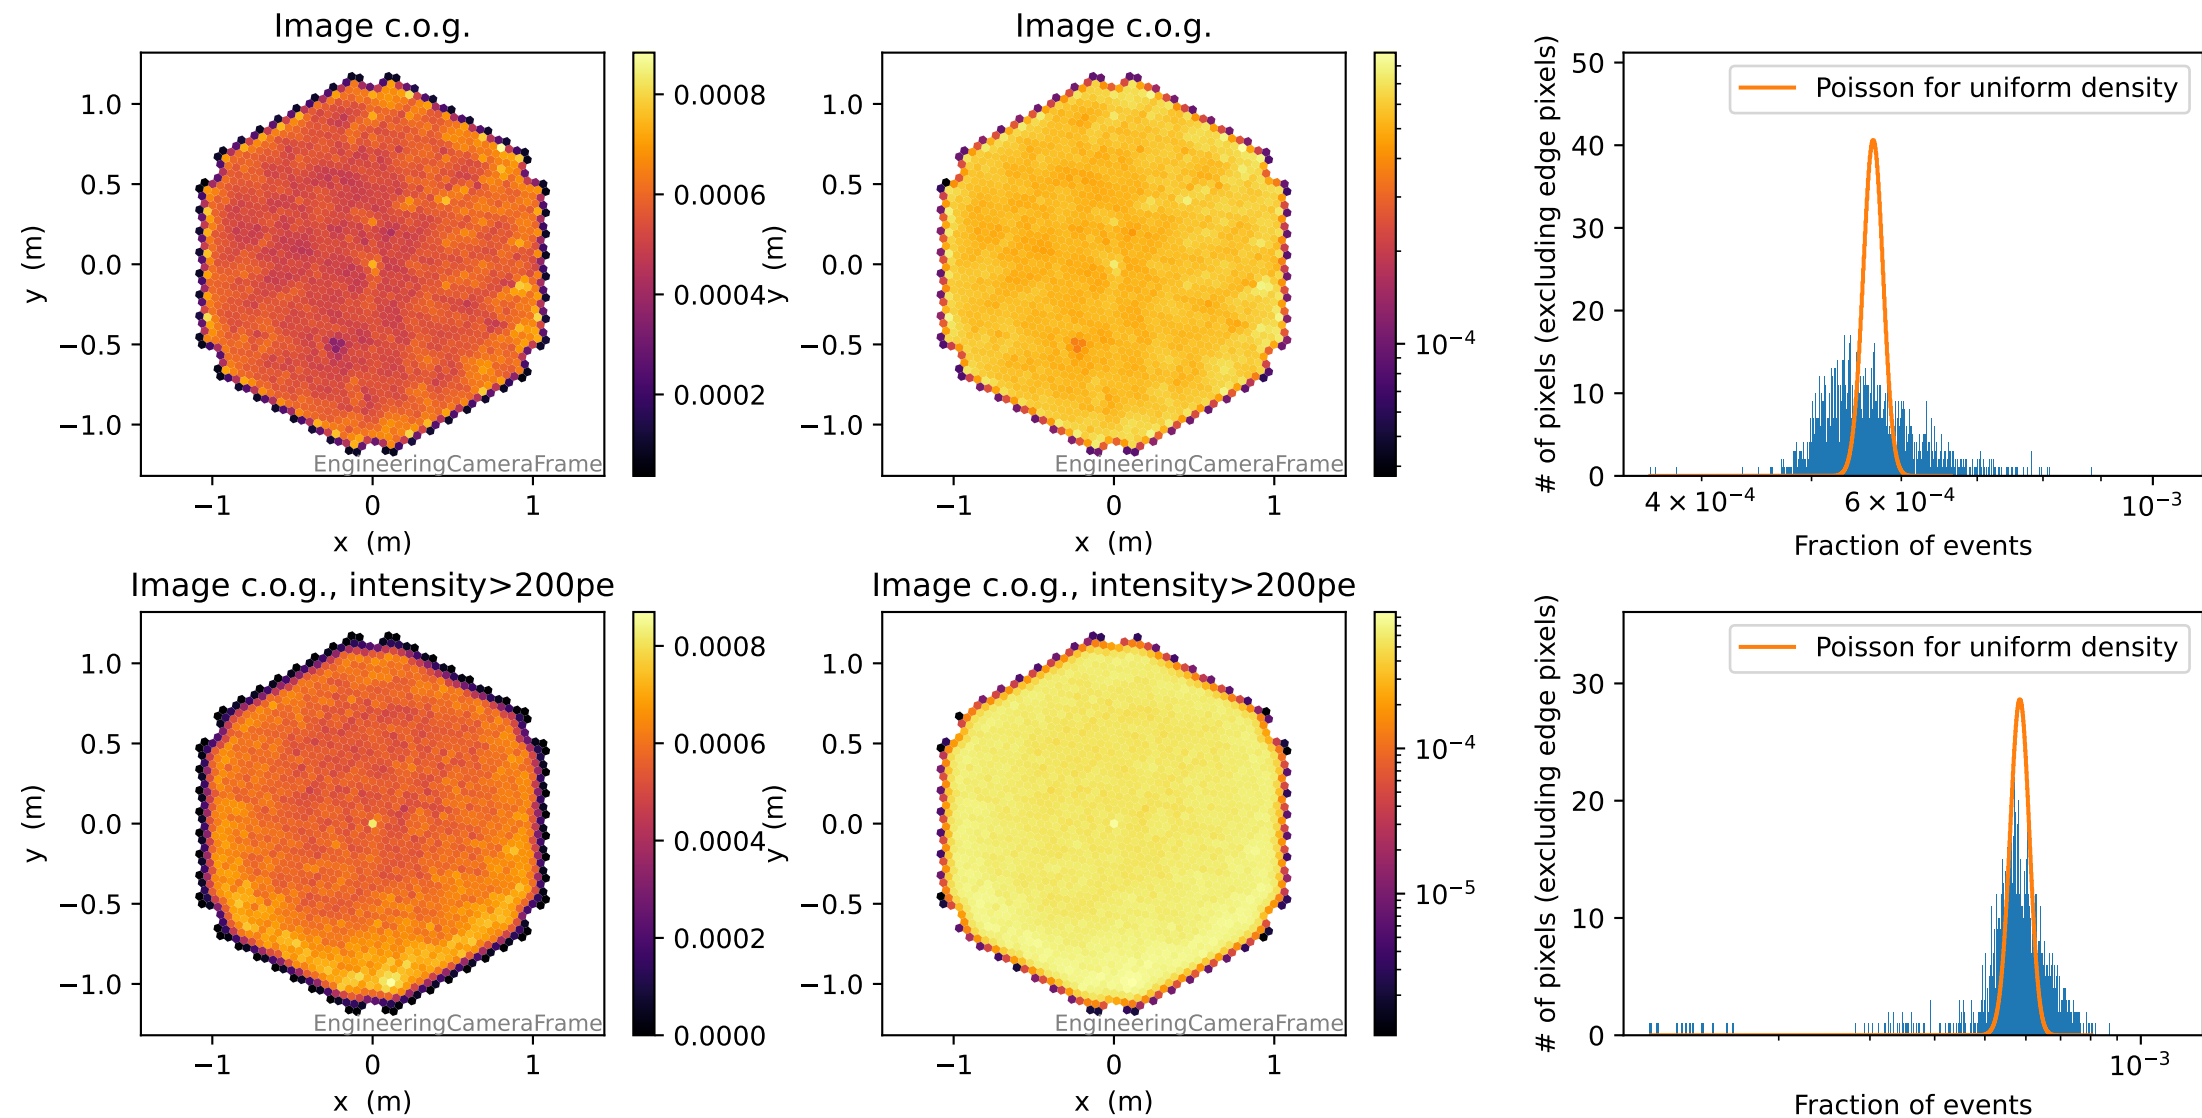 Image c.o.g.
1.0
0.5
0.0
−0.5
−1.0
y (m)
−1 0 1
x (m)
EngineeringCameraFrame
0.0008
0.0006
0.0004
0.0002
Image c.o.g.
1.0
0.5
0.0
−0.5
−1.0
y (m)
−1 0 1
x (m)
EngineeringCameraFrame
10⁻⁴
50
40
30
20
10
0
# of pixels (excluding edge pixels)
Poisson for uniform density
4 × 10⁻⁴ 6 × 10⁻⁴ 10⁻³
Fraction of events
Image c.o.g., intensity>200pe
1.0
0.5
0.0
−0.5
−1.0
y (m)
−1 0 1
x (m)
EngineeringCameraFrame
0.0008
0.0006
0.0004
0.0002
0.0000
Image c.o.g., intensity>200pe
1.0
0.5
0.0
−0.5
−1.0
y (m)
−1 0 1
x (m)
EngineeringCameraFrame
10⁻⁴
10⁻⁵
30
20
10
0
# of pixels (excluding edge pixels)
Poisson for uniform density
10⁻³
Fraction of events